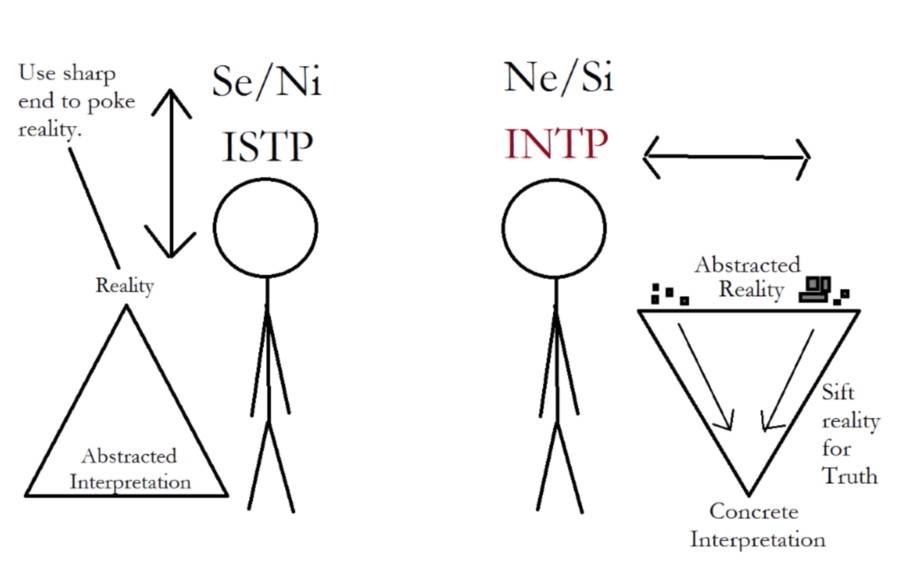 Use sharp
end to poke
reality.
Se/Ni
ISTP
Reality
Abstracted
Interpretation
Ne/Si
INTP
Abstracted
Reality
Sift
reality
for
Truth
Concrete
Interpretation